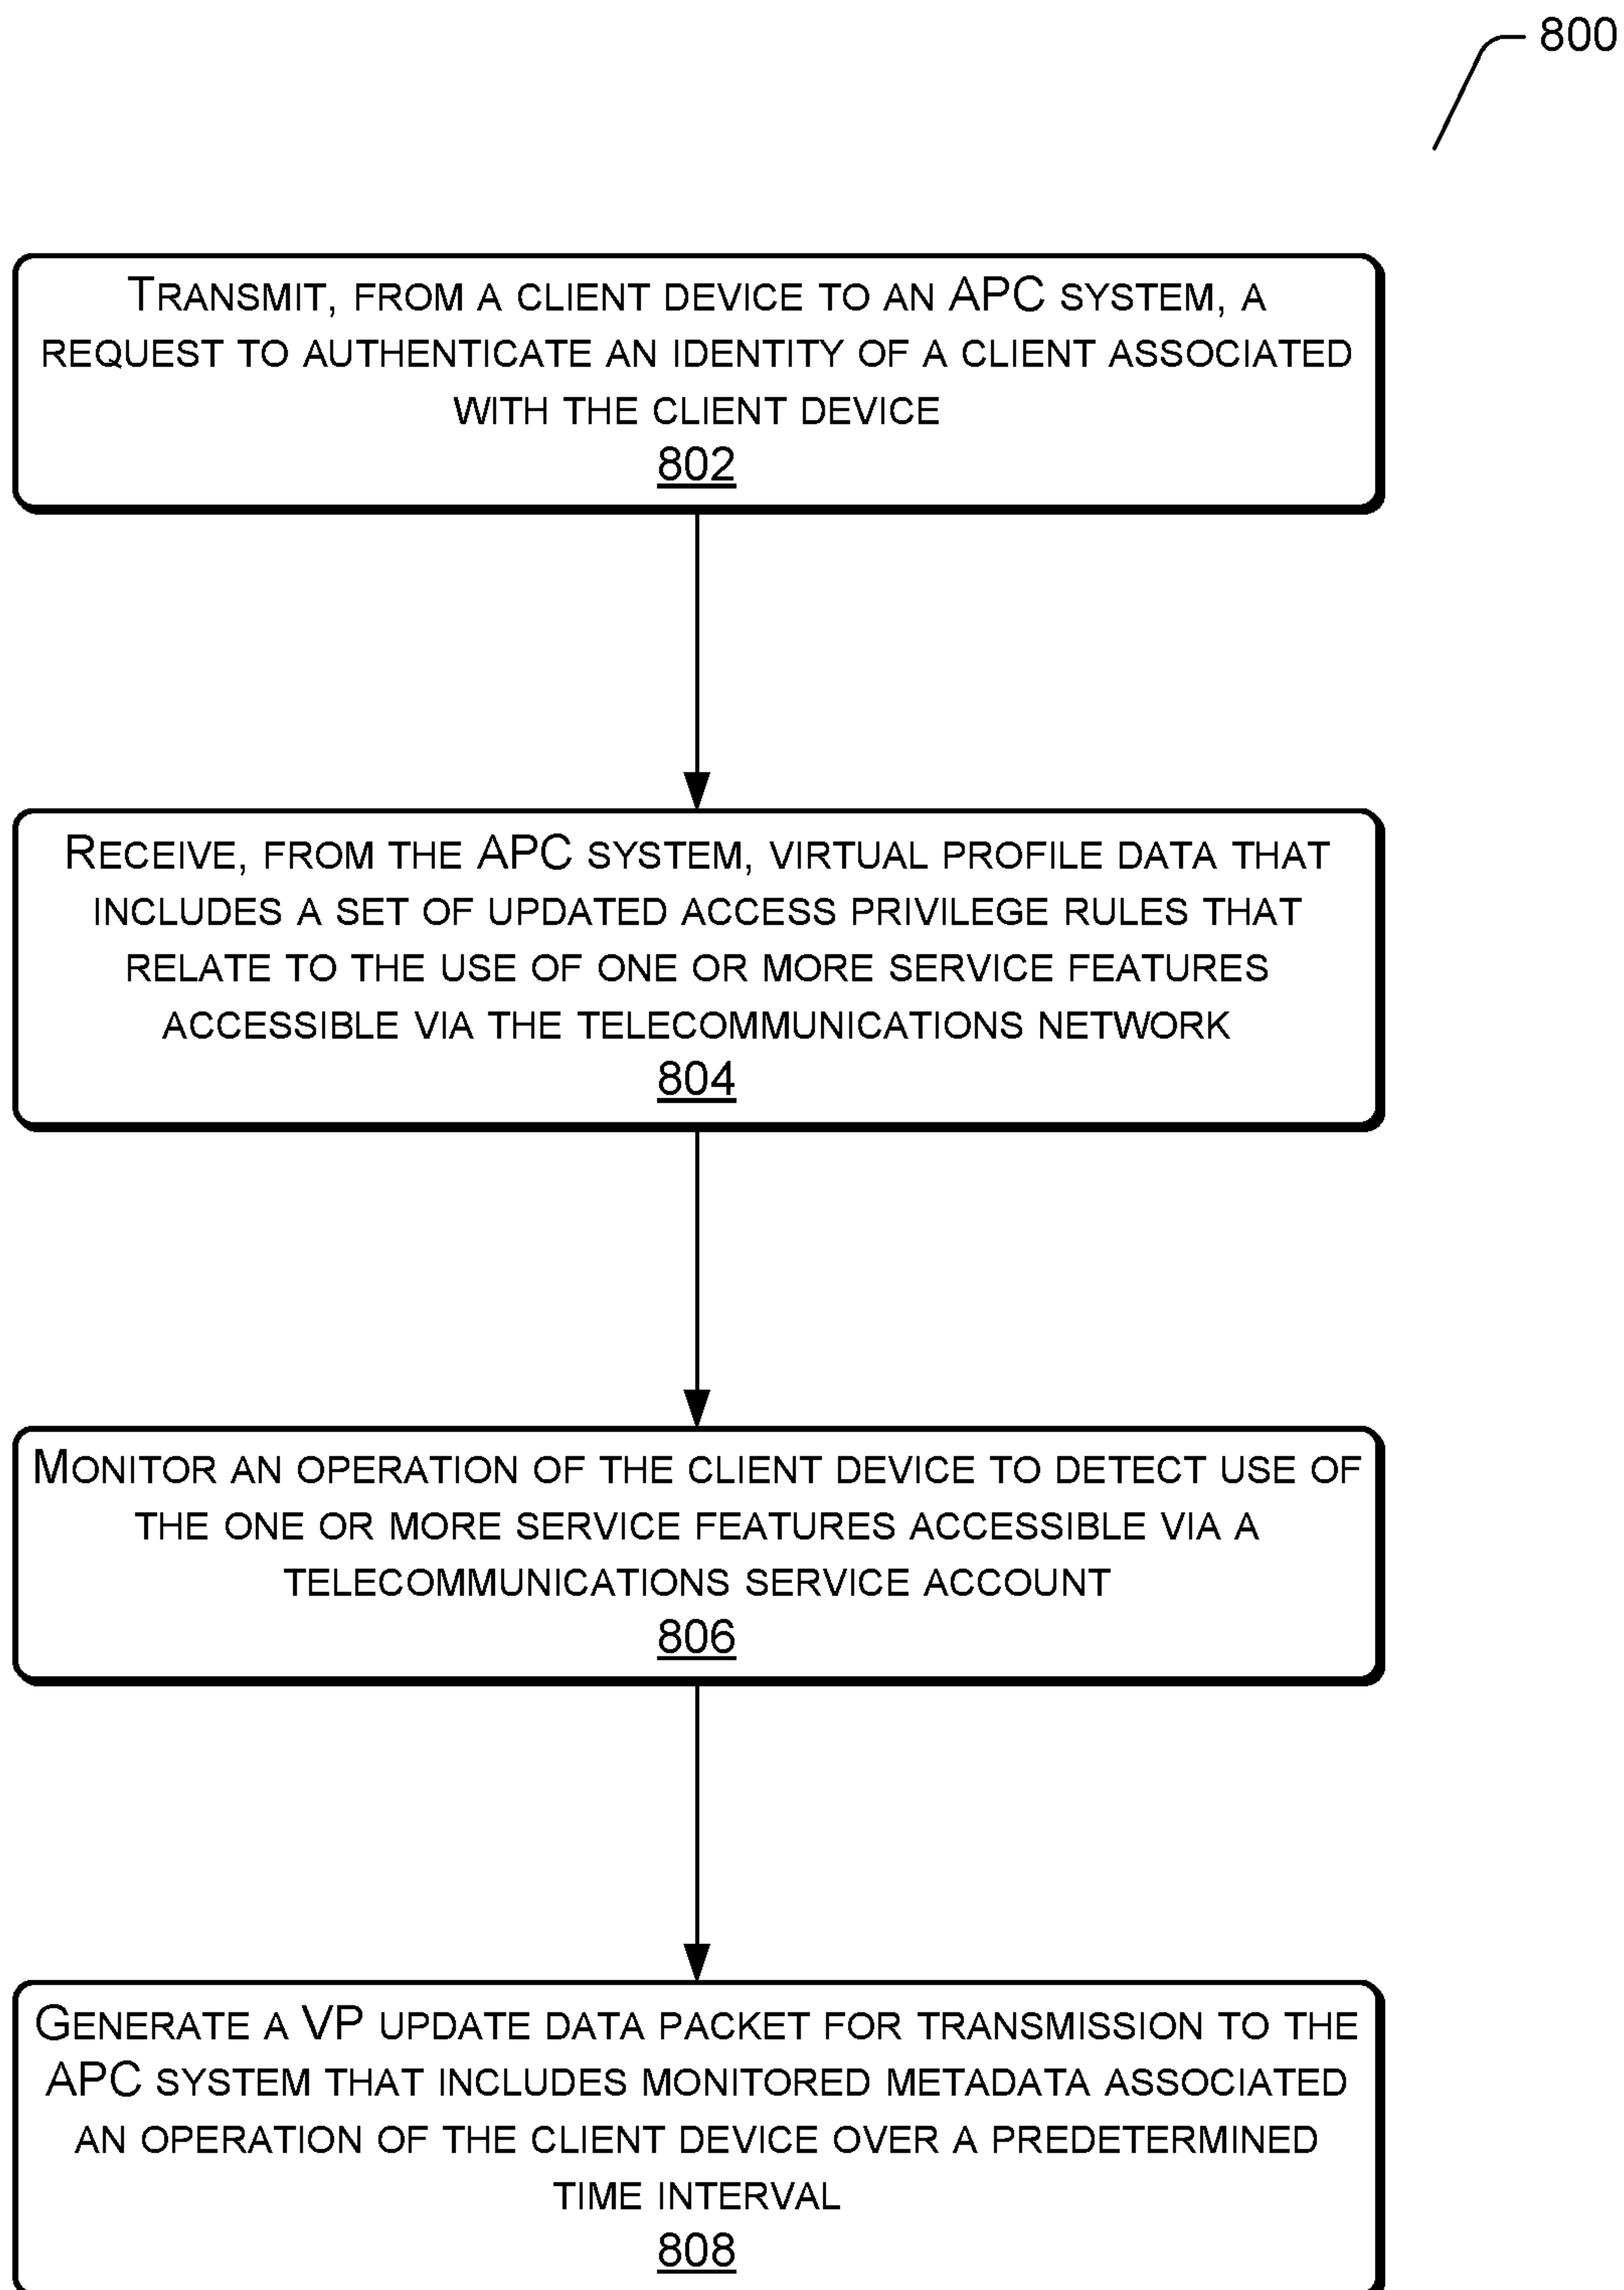 800
TRANSMIT, FROM A CLIENT DEVICE TO AN APC SYSTEM, A
REQUEST TO AUTHENTICATE AN IDENTITY OF A CLIENT ASSOCIATED
WITH THE CLIENT DEVICE
802
RECEIVE, FROM THE APC SYSTEM, VIRTUAL PROFILE DATA THAT
INCLUDES A SET OF UPDATED ACCESS PRIVILEGE RULES THAT
RELATE TO THE USE OF ONE OR MORE SERVICE FEATURES
ACCESSIBLE VIA THE TELECOMMUNICATIONS NETWORK
804
MONITOR AN OPERATION OF THE CLIENT DEVICE TO DETECT USE OF
THE ONE OR MORE SERVICE FEATURES ACCESSIBLE VIA A
TELECOMMUNICATIONS SERVICE ACCOUNT
806
GENERATE A VP UPDATE DATA PACKET FOR TRANSMISSION TO THE
APC SYSTEM THAT INCLUDES MONITORED METADATA ASSOCIATED
AN OPERATION OF THE CLIENT DEVICE OVER A PREDETERMINED
TIME INTERVAL
808